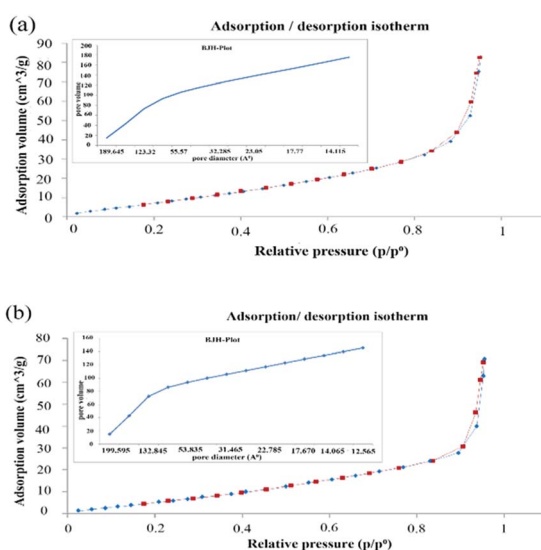 (a)
Adsorption / desorption isotherm
Adsorption volume (cm^3/g)
90
80
70
60
50
40
30
20
10
0
BJH-Plot
pore volume
200
180
160
140
120
100
80
60
40
20
0
189.645 123.32 55.57 32.285 23.05 17.77 14.115
pore diameter (A°)
0.2 0.4 0.6 0.8 1
Relative pressure (p/p°)
(b)
Adsorption/ desorption isotherm
Adsorption volume (cm^3/g)
80
70
60
50
40
30
20
10
0
BJH-Plot
pore volume
160
140
120
100
80
60
40
20
0
199.595 132.845 53.835 31.465 22.785 17.670 14.065 12.565
pore diameter (A°)
0.2 0.4 0.6 0.8 1
Relative pressure (p/p°)